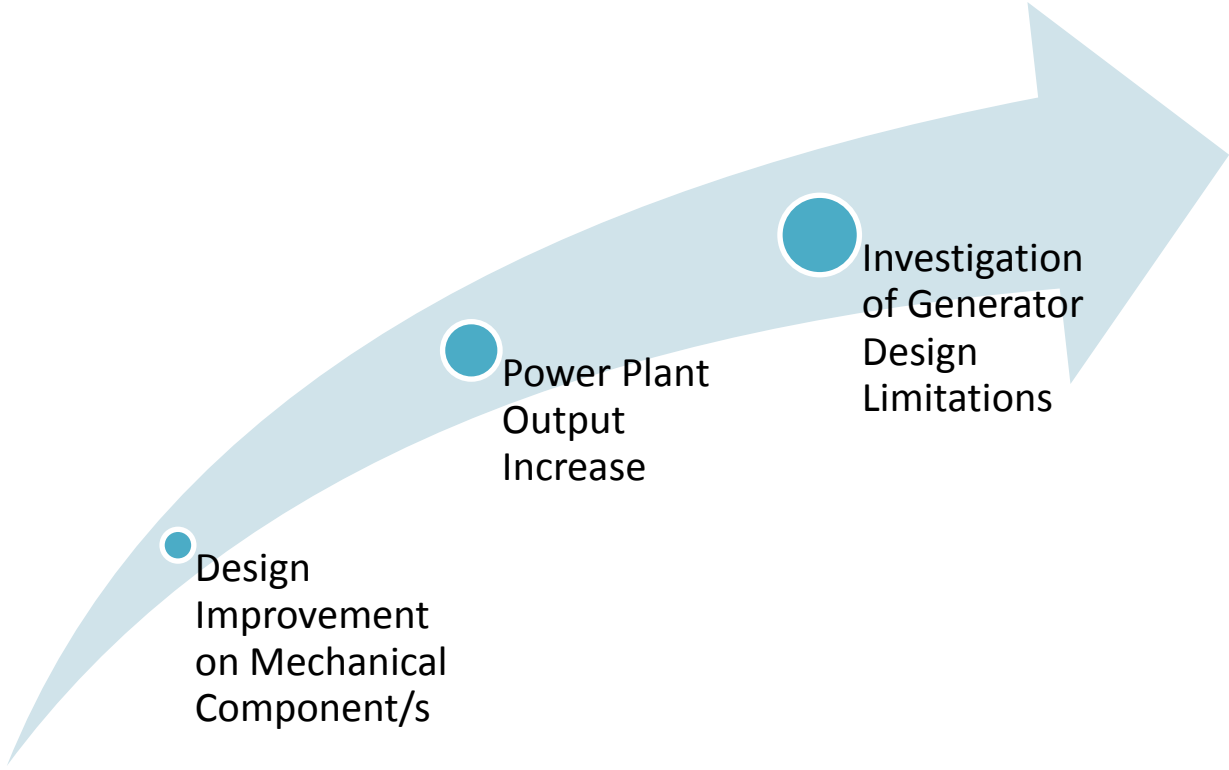 Design
Improvement
on Mechanical
Component/s
Power Plant
Output
Increase
Investigation
of Generator
Design
Limitations